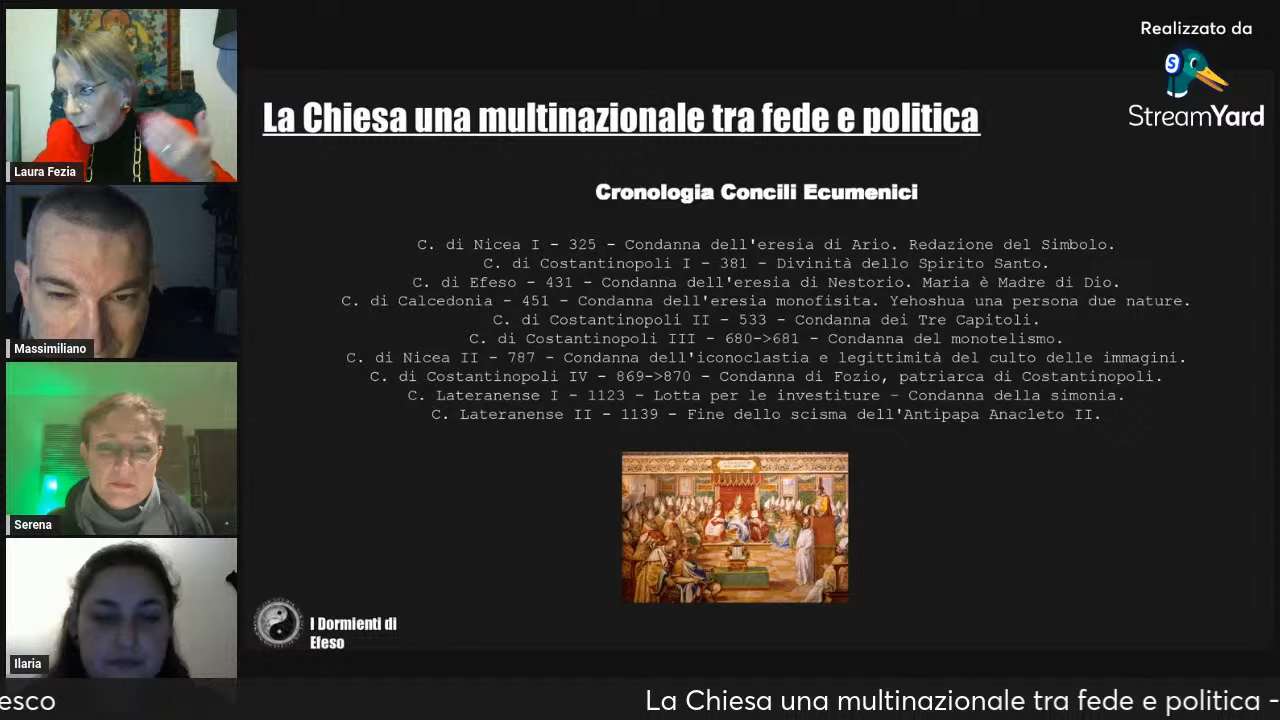 Realizzato da
StreamYard
La Chiesa una multinazionale tra fede e politica
Cronologia Concili Ecumenici
C. di Nicea I - 325 - Condanna dell'eresia di Ario. Redazione del Simbolo.
C. di Costantinopoli I - 381 - Divinità dello Spirito Santo.
C. di Efeso - 431 - Condanna dell'eresia di Nestorio. Maria è Madre di Dio.
C. di Calcedonia - 451 - Condanna dell'eresia monofisita. Yehoshua una persona due nature.
C. di Costantinopoli II - 533 - Condanna dei Tre Capitoli.
C. di Costantinopoli III - 680->681 - Condanna del monotelismo.
C. di Nicea II - 787 - Condanna dell'iconoclastia e legittimità del culto delle immagini.
C. di Costantinopoli IV - 869->870 - Condanna di Fozio, patriarca di Costantinopoli.
C. Lateranense I - 1123 - Lotta per le investiture - Condanna della simonia.
C. Lateranense II - 1139 - Fine dello scisma dell'Antipapa Anacleto II.
Laura Fezia
Massimiliano
Serena
Ilaria
I Dormienti di
Efeso
esco
La Chiesa una multinazionale tra fede e politica -